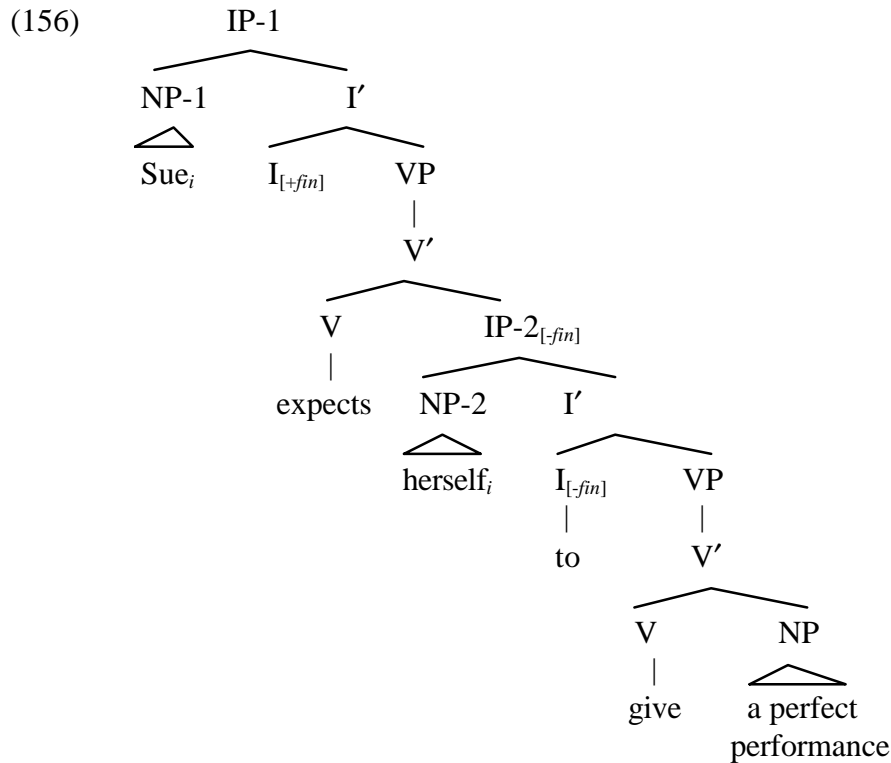 (156) IP-1
NP-1 I′
Sueᵢ I[+fin] VP
|
V′
V IP-2[-fin]
|
expects NP-2 I′
herselfᵢ I[-fin] VP
| |
to V′
V NP
|
give a perfect
performance